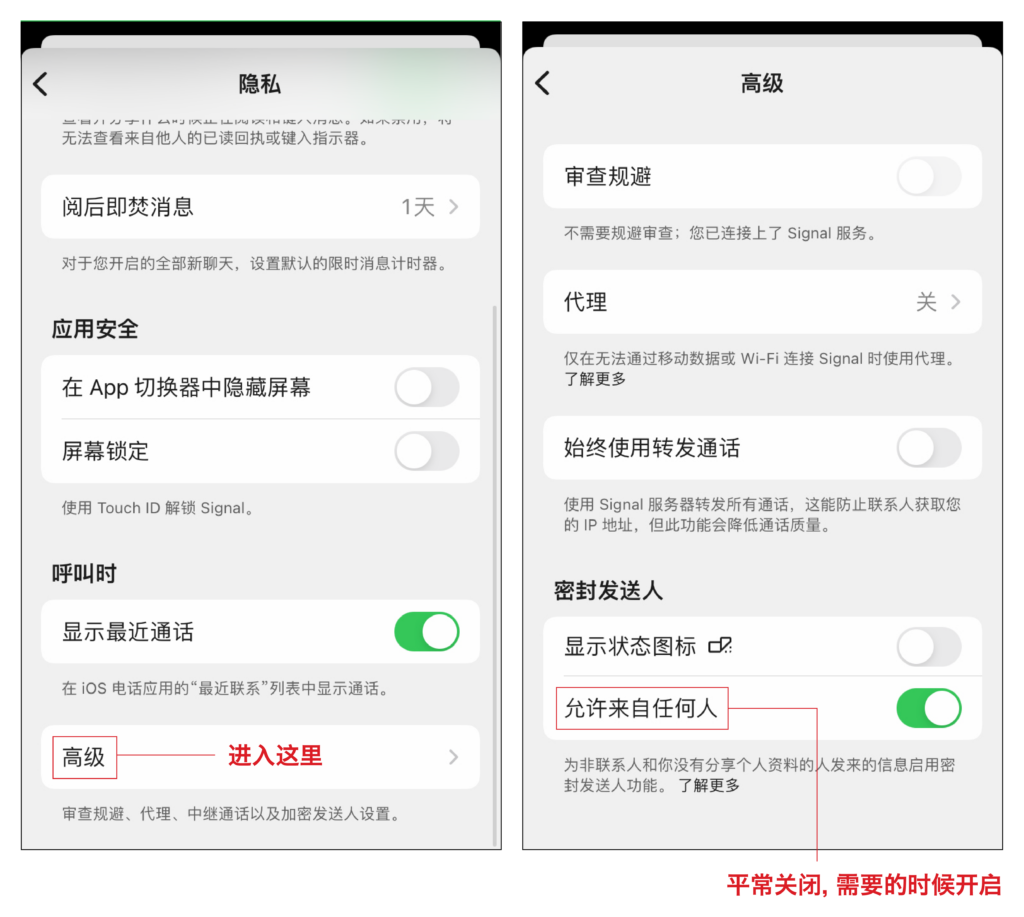 隐私
无法查看来自他人的已读回执或键入指示器。
阅后即焚消息
1天
对于您开启的全部新聊天，设置默认的限时消息计时器。
应用安全
在 App 切换器中隐藏屏幕
屏幕锁定
使用 Touch ID 解锁 Signal。
呼叫时
显示最近通话
在 iOS 电话应用的“最近联系”列表中显示通话。
高级
进入这里
审查规避、代理、中继通话以及加密发送人设置。
高级
审查规避
不需要规避审查；您已连接上了 Signal 服务。
代理
关
仅在无法通过移动数据或 Wi-Fi 连接 Signal 时使用代理。
了解更多
始终使用转发通话
使用 Signal 服务器转发所有通话，这能防止联系人获取您
的 IP 地址，但此功能会降低通话质量。
密封发送人
显示状态图标
允许来自任何人
为非联系人和你没有分享个人资料的人发来的信息启用密
封发送人功能。 了解更多
平常关闭, 需要的时候开启